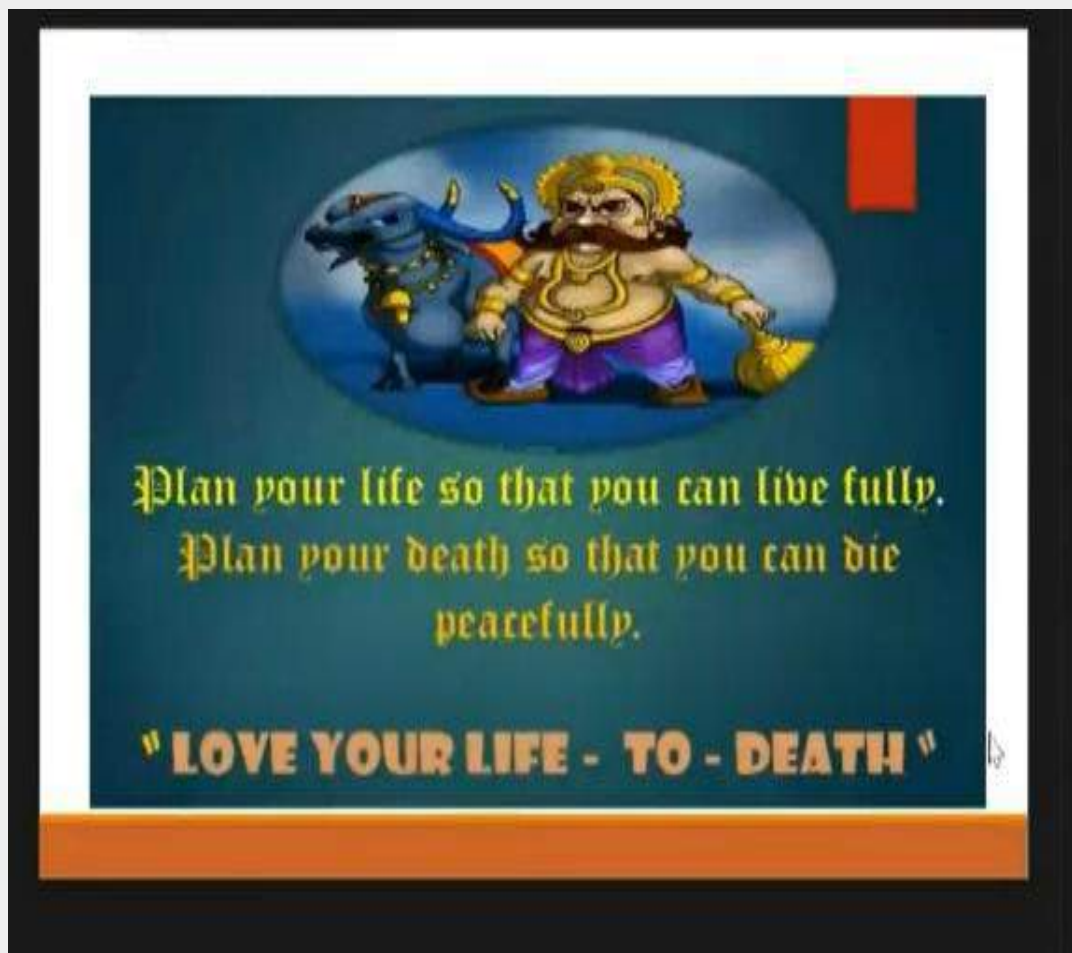 Plan your life so that you can live fully.
Plan your death so that you can die
peacefully.
" LOVE YOUR LIFE - TO - DEATH "